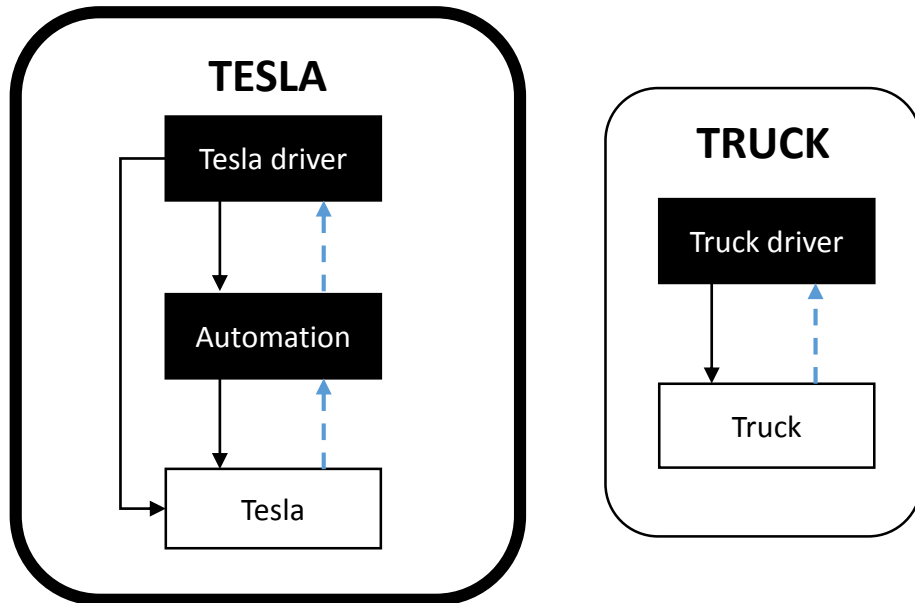 TESLA
Tesla driver
Automation
Tesla
TRUCK
Truck driver
Truck